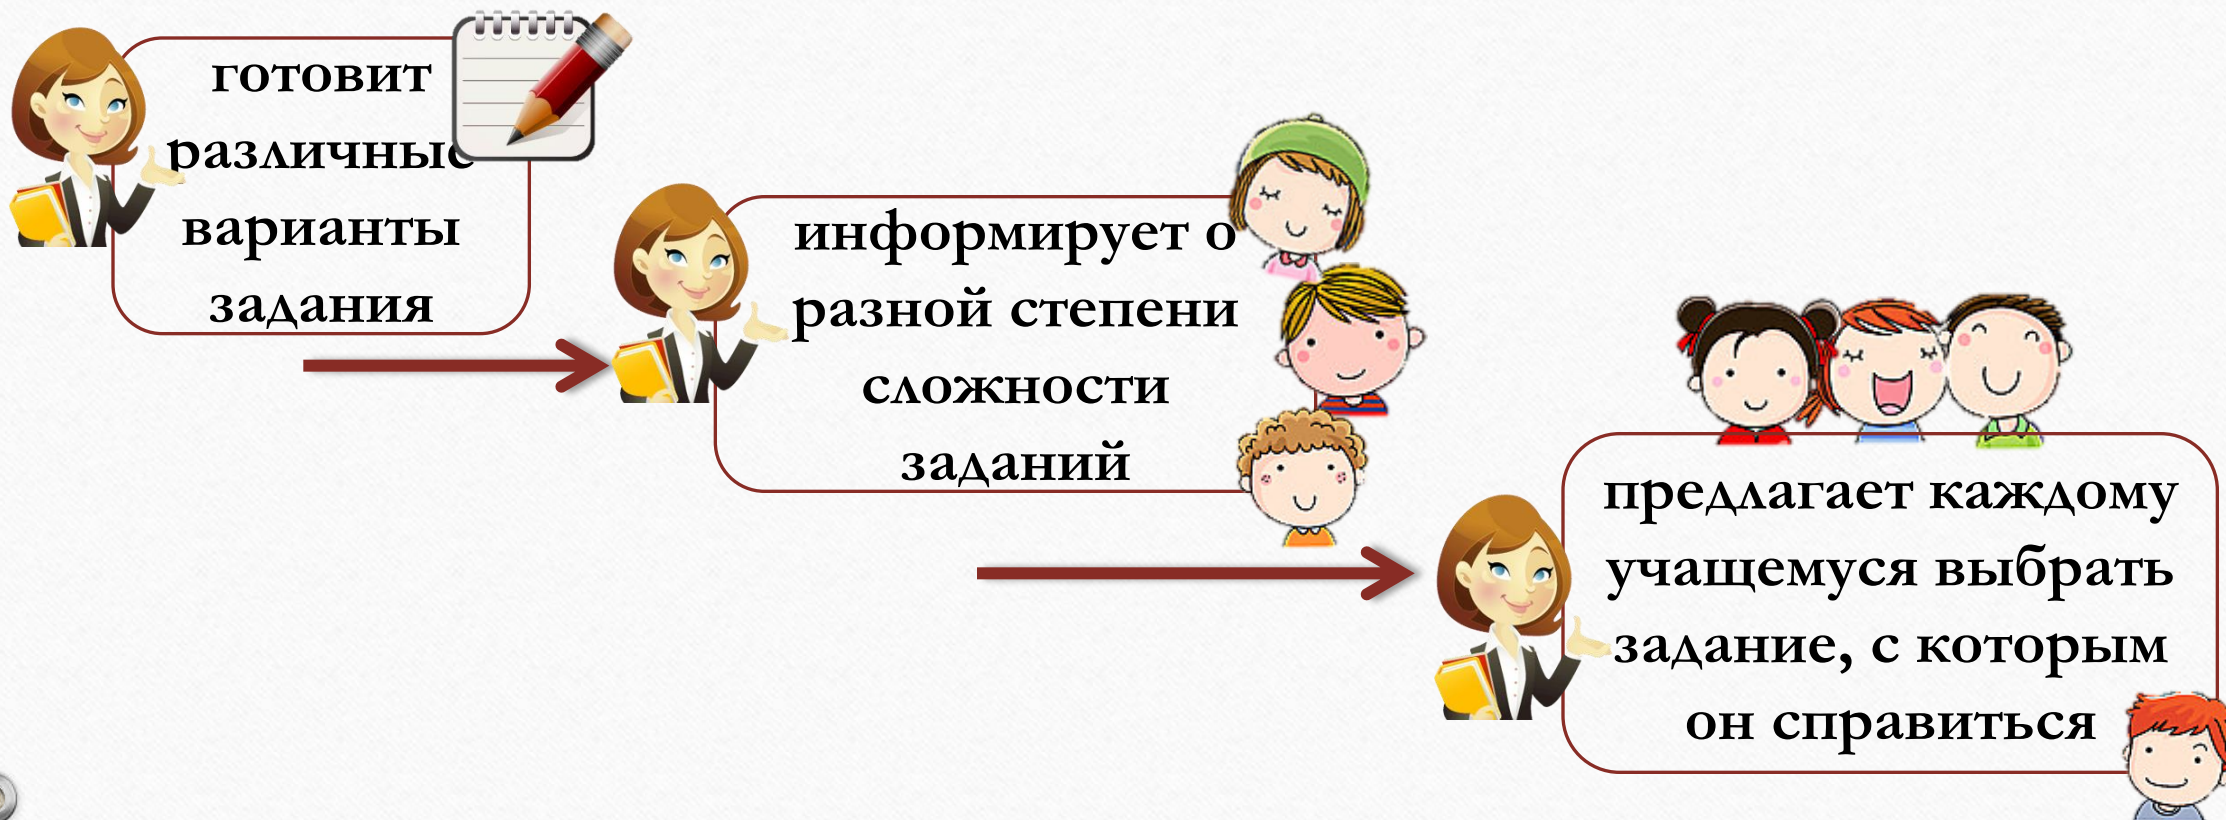 готовит
различные
варианты
задания
информирует о
разной степени
сложности
заданий
предлагает каждому
учащемуся выбрать
задание, с которым
он справиться